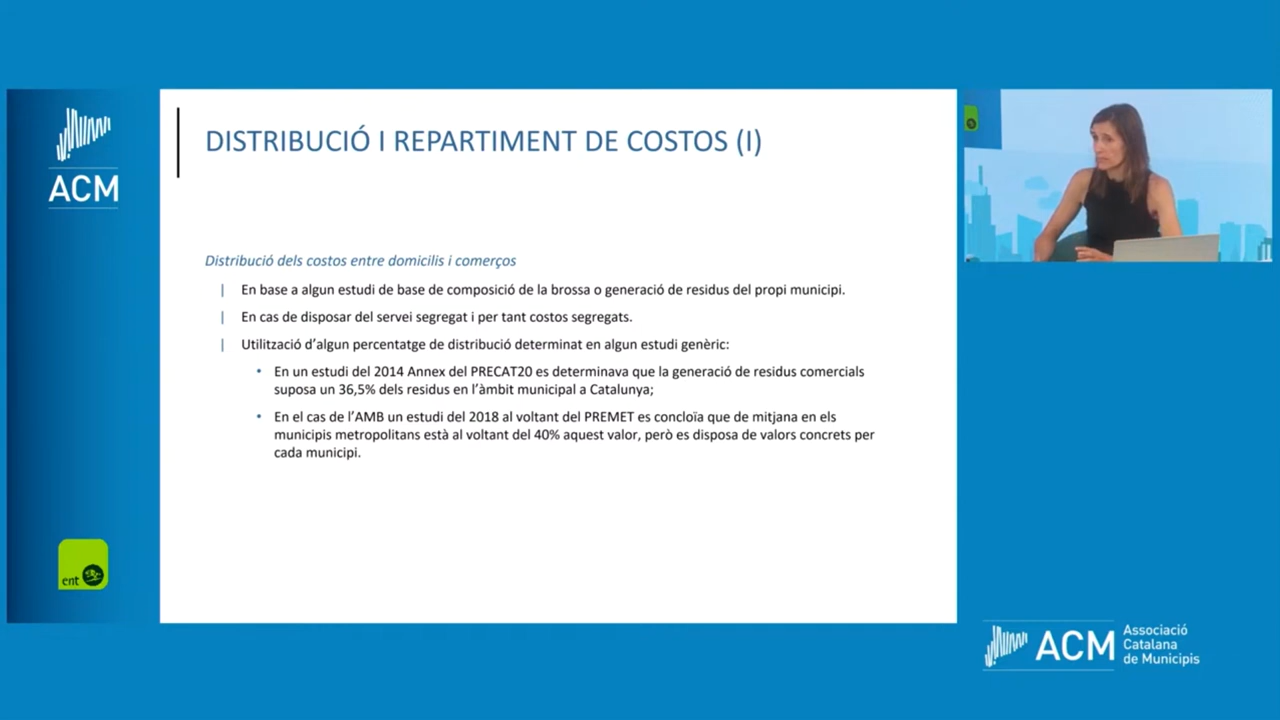 ACM
DISTRIBUCIÓ I REPARTIMENT DE COSTOS (I)
Distribució dels costos entre domicilis i comerços
En base a algun estudi de base de composició de la brossa o generació de residus del propi municipi.
En cas de disposar del servei segregat i per tant costos segregats.
Utilització d’algun percentatge de distribució determinat en algun estudi genèric:
• En un estudi del 2014 Annex del PRECAT20 es determinava que la generació de residus comercials
suposa un 36,5% dels residus en l’àmbit municipal a Catalunya;
• En el cas de l’AMB un estudi del 2018 al voltant del PREMET es concloïa que de mitjana en els
municipis metropolitans està al voltant del 40% aquest valor, però es disposa de valors concrets per
cada municipi.
ent
ACM
Associació
Catalana
de Municipis